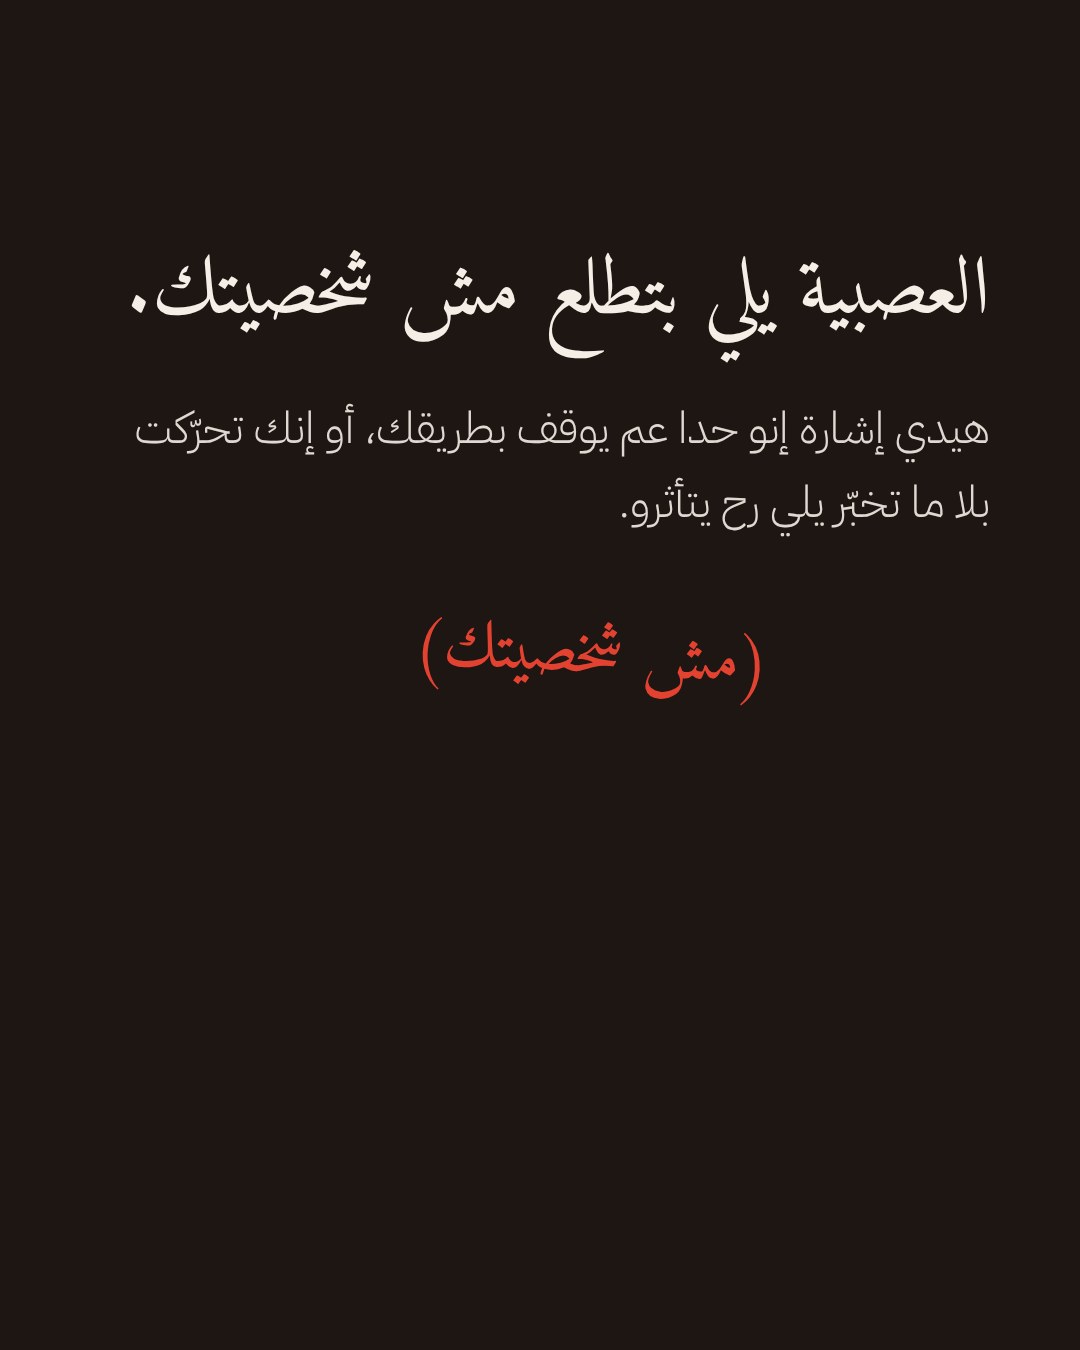 العصبية يلي بتطلع مش شخصيتك.
هيدي إشارة إنو حدا عم يوقف بطريقك، أو إنك تحرّكت
بلا ما تخبّر يلي رح يتأثرو.
(مش شخصيتك)